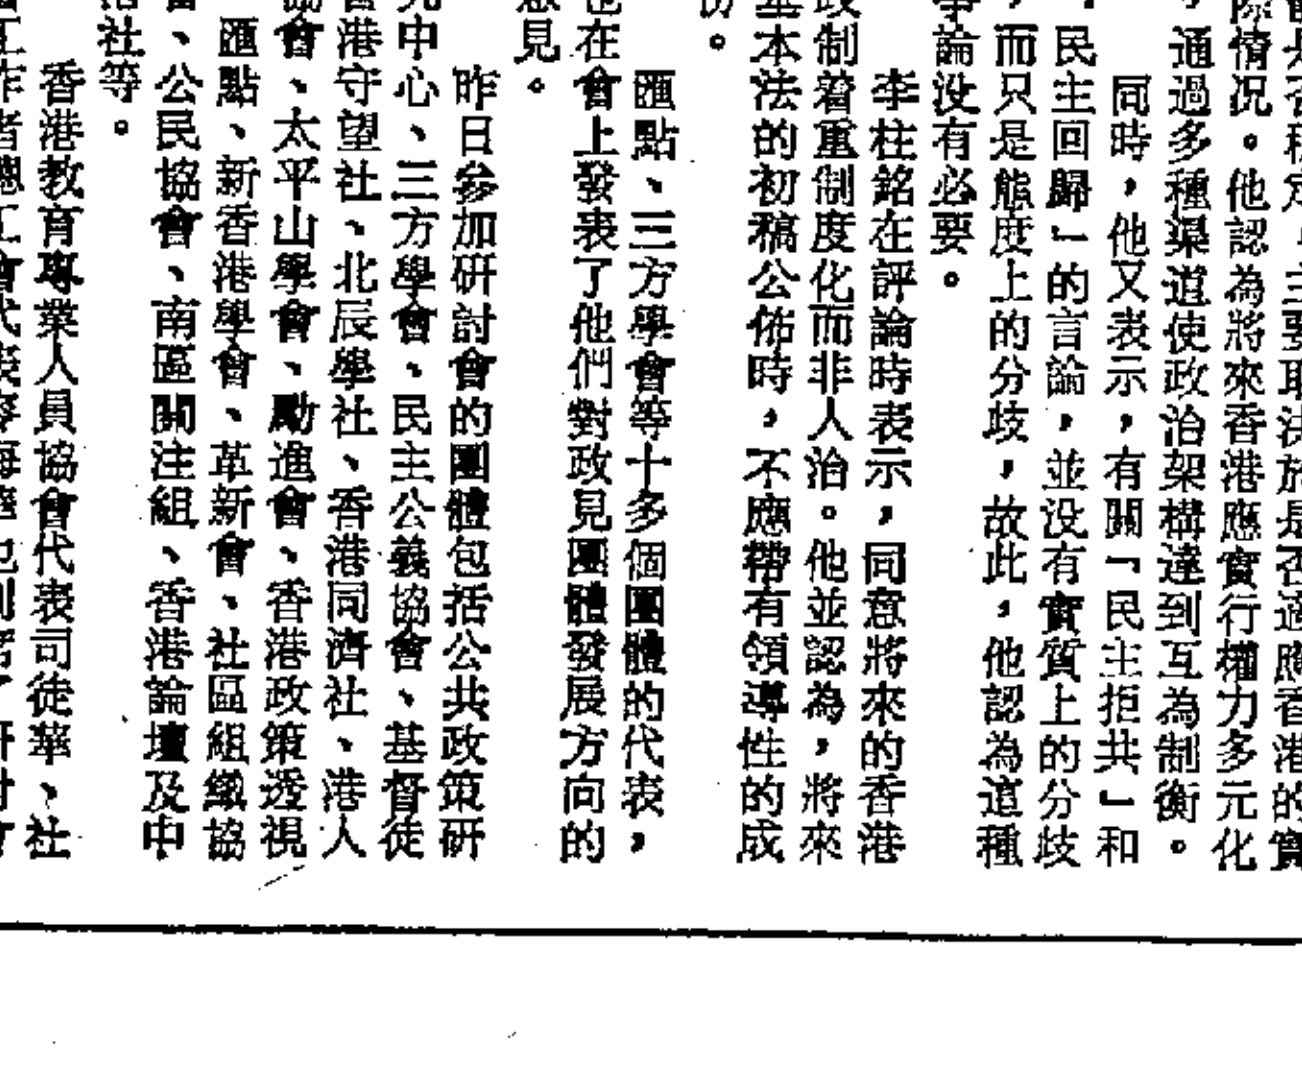 際情况。他認為將來香港應實行權力多元化
，通過多種渠道使政治架構達到互為制衡。
同時，他又表示，有關「民主拒共」和
「民主回歸」的言論，並没有實質上的分歧
，而只是態度上的分歧，故此，他認為這種
爭論没有必要。
李柱銘在評論時表示，同意將來的香港
政制着重制度化而非人治。他並認為，將來
基本法的初稿公佈時，不應帶有領導性的成
份。
匯點、三方學會等十多個團體的代表，
也在會上發表了他們對政見團體發展方向的
意見。
昨日參加研討會的團體包括公共政策研
究中心、三方學會、民主公義協會、基督徒
香港守望社、北辰學社、香港同濟社、港人
協會、太平山學會、勵進會、香港政策透視
、匯點、新香港學會、革新會、社區組織協
會、公民協會、南區關注組、香港論壇及中
社等。
香港教育專業人員協會代表司徒華、社